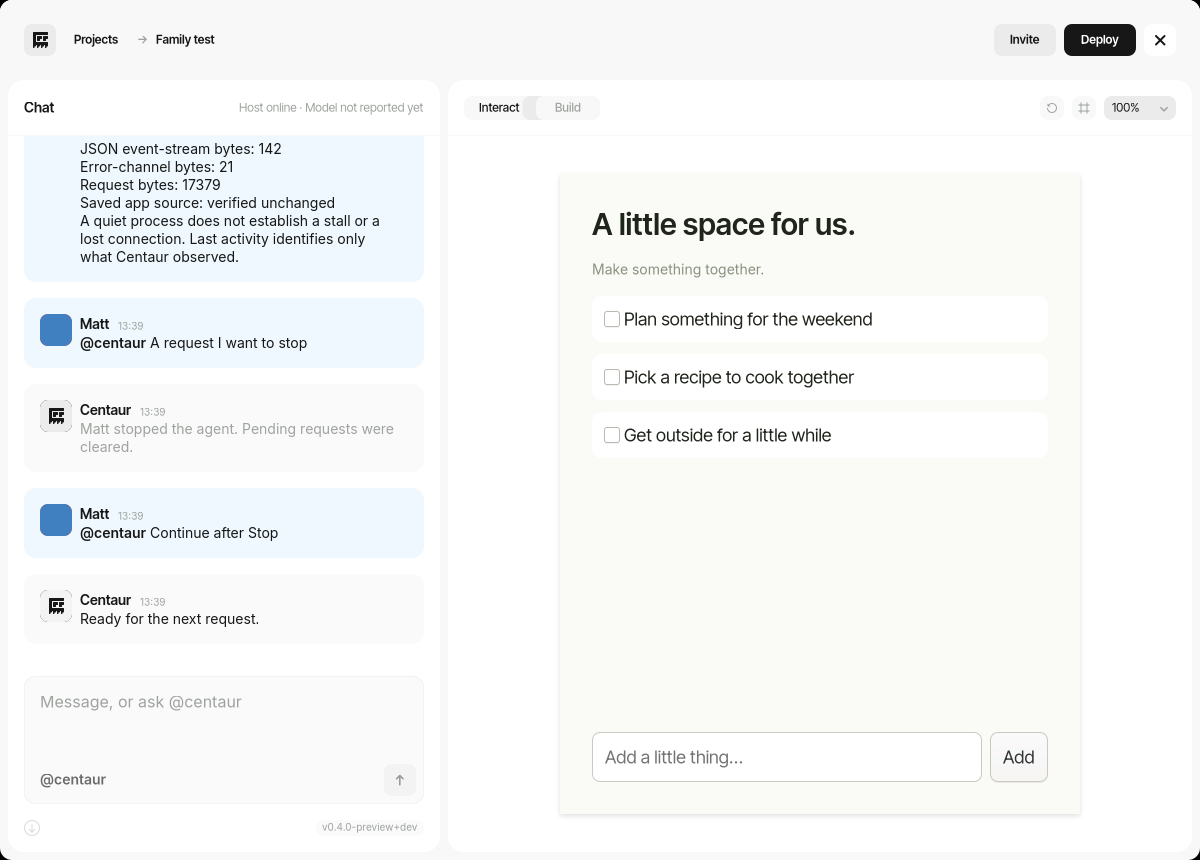 Projects → Family test
Invite
Deploy
Chat
Host online · Model not reported yet
JSON event-stream bytes: 142
Error-channel bytes: 21
Request bytes: 17379
Saved app source: verified unchanged
A quiet process does not establish a stall or a
lost connection. Last activity identifies only
what Centaur observed.
Matt 13:39
@centaur A request I want to stop
Centaur 13:39
Matt stopped the agent. Pending requests were
cleared.
Matt 13:39
@centaur Continue after Stop
Centaur 13:39
Ready for the next request.
Message, or ask @centaur
@centaur
v0.4.0-preview+dev
Interact
Build
100%
A little space for us.
Make something together.
Plan something for the weekend
Pick a recipe to cook together
Get outside for a little while
Add a little thing...
Add